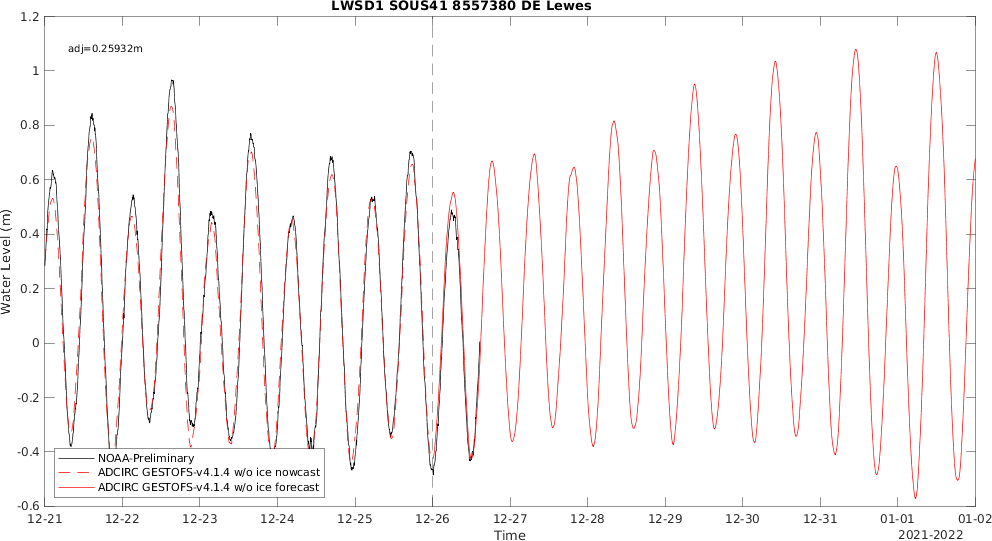 LWSD1 SOUS41 8557380 DE Lewes
adj=0.25932m
Water Level (m)
1.2
1
0.8
0.6
0.4
0.2
0
-0.2
-0.4
-0.6
NOAA-Preliminary
ADCIRC GESTOFS-v4.1.4 w/o ice nowcast
ADCIRC GESTOFS-v4.1.4 w/o ice forecast
12-21 12-22 12-23 12-24 12-25 12-26 12-27 12-28 12-29 12-30 12-31 01-01 01-02
Time
2021-2022